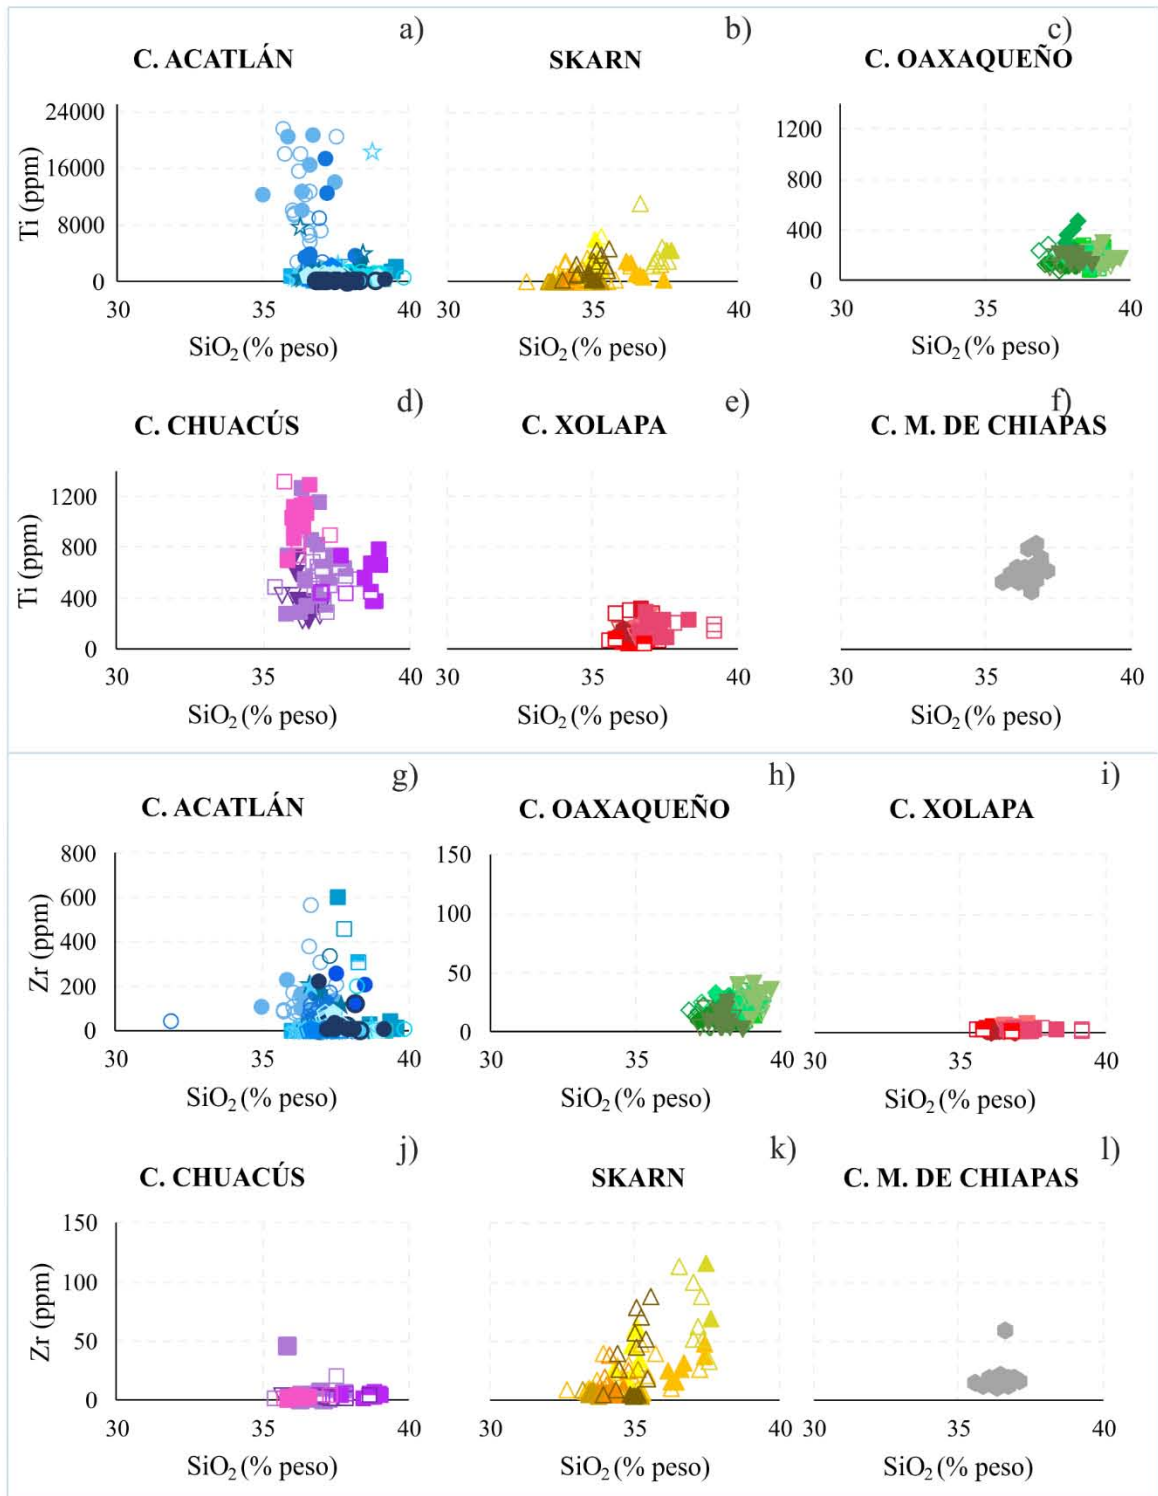 a) b) c)
C. ACATLÁN SKARN C. OAXAQUEÑO
24000
16000
8000
0
Ti (ppm)
1200
800
400
0
30 35 40 30 35 40 30 35 40
SiO₂ (% peso) SiO₂ (% peso) SiO₂ (% peso)
d) e) f)
C. CHUACÚS C. XOLAPA C. M. DE CHIAPAS
1200
800
400
0
Ti (ppm)
30 35 40 30 35 40 30 40
SiO₂ (% peso) SiO₂ (% peso) SiO₂ (% peso)
g) h) i)
C. ACATLÁN C. OAXAQUEÑO C. XOLAPA
800
600
400
200
0
Zr (ppm)
150
100
50
0
30 35 40 30 35 40 30 35 40
SiO₂ (% peso) SiO₂ (% peso) SiO₂ (% peso)
j) k) l)
C. CHUACÚS SKARN C. M. DE CHIAPAS
150
100
50
0
Zr (ppm)
30 35 40 30 35 40 30 35 40
SiO₂ (% peso) SiO₂ (% peso) SiO₂ (% peso)